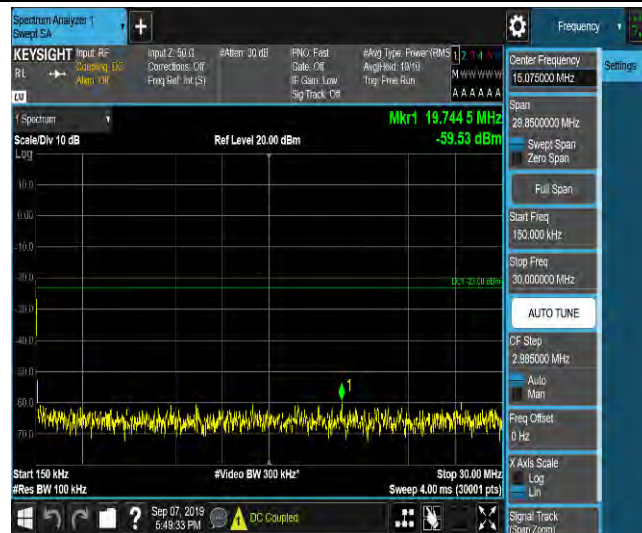 Spectrum Analyzer 1
Swept SA
+
Frequency
KEYSIGHT
RL
Input: RF
Coupling: DC
Align: Off
Input Z: 50 Ω
Corrections: Off
Freq Ref: Int (S)
#Atten: 30 dB
PNO: Fast
Gate: Off
IF Gain: Low
Sig Track: Off
#Avg Type: Power (RMS
Avg|Hold: 10/10
Trig: Free Run
M W W W W W
A A A A A A
1 Spectrum
Scale/Div 10 dB
Log
Ref Level 20.00 dBm
Mkr1 19.744 5 MHz
-59.53 dBm
10.0
0.00
-10.0
-20.0
-30.0
-40.0
-50.0
-60.0
-70.0
DL1 -23.00 dBm
1
Start 150 kHz
#Res BW 100 kHz
#Video BW 300 kHz*
Stop 30.00 MHz
Sweep 4.00 ms (30001 pts)
Sep 07, 2019
5:49:33 PM
DC Coupled
Center Frequency
15.075000 MHz
Settings
Span
29.8500000 MHz
Swept Span
Zero Span
Full Span
Start Freq
150.000 kHz
Stop Freq
30.000000 MHz
AUTO TUNE
CF Step
2.985000 MHz
Auto
Man
Freq Offset
0 Hz
X Axis Scale
Log
Lin
Signal Track
(Span Zoom)